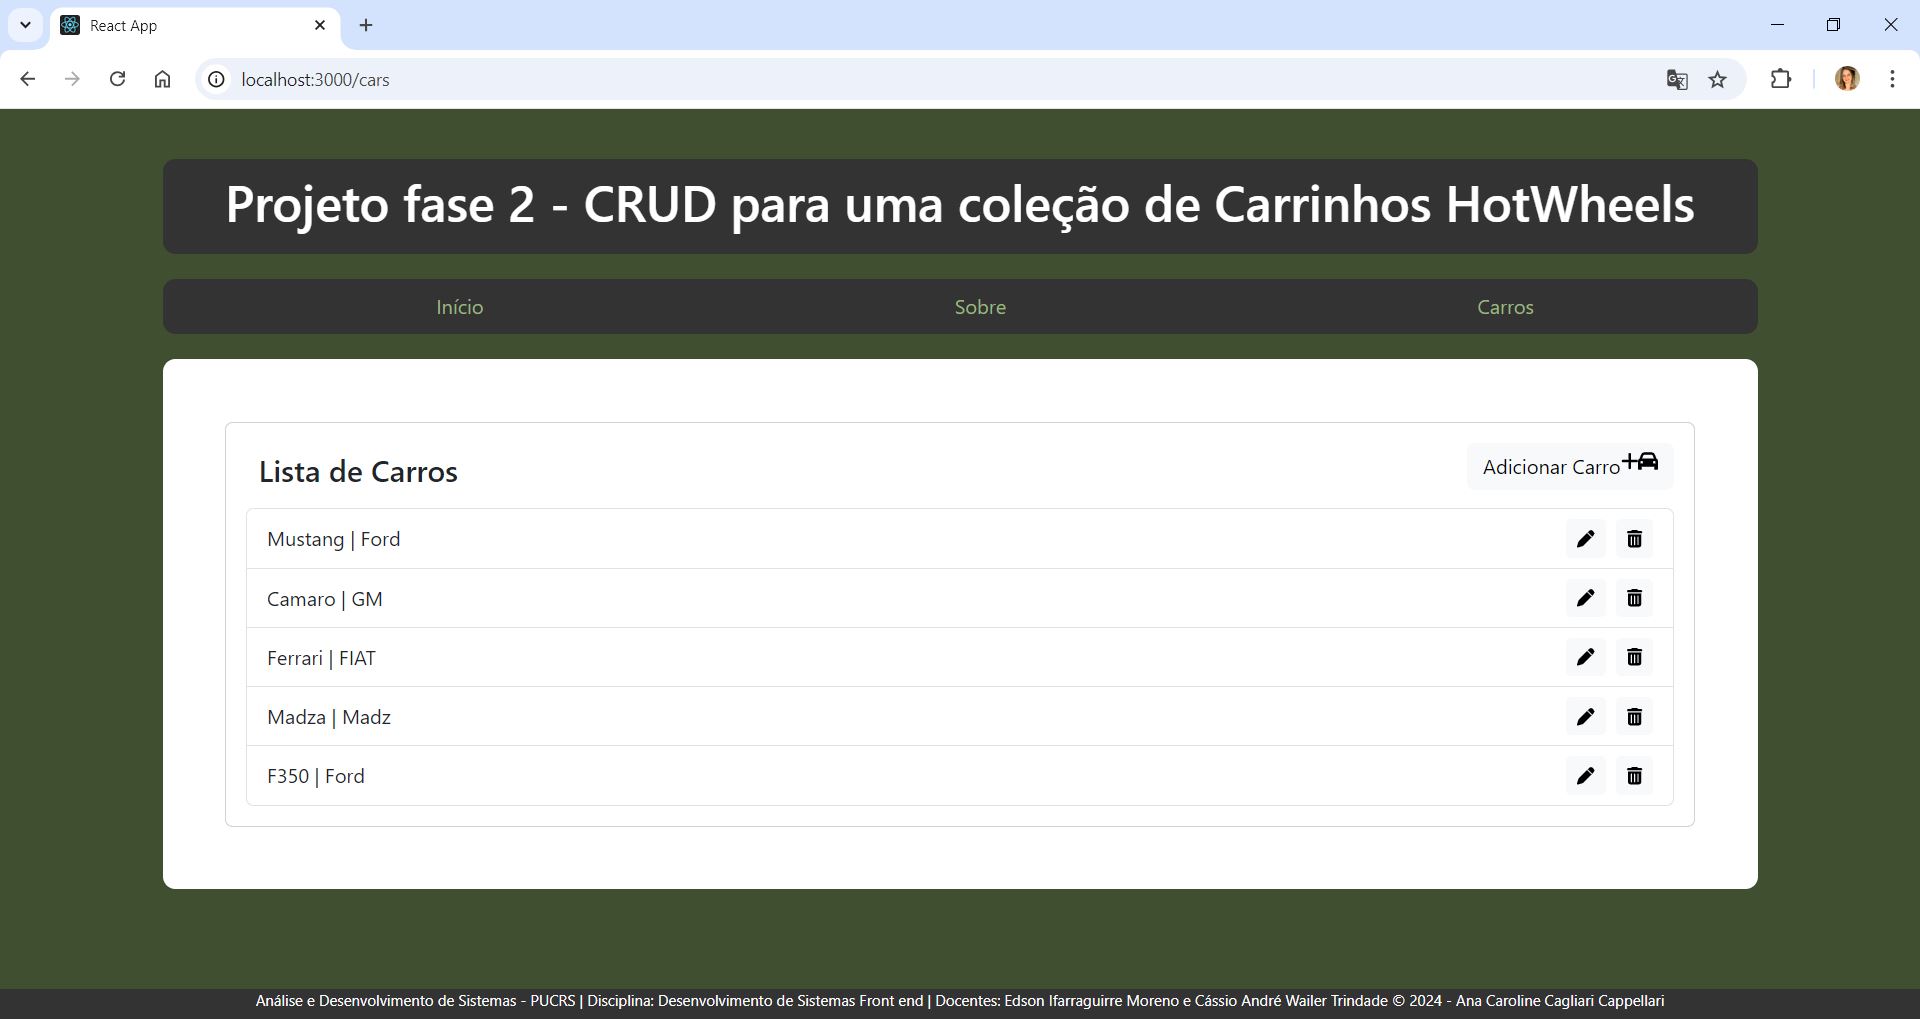 React App
localhost:3000/cars
Projeto fase 2 - CRUD para uma coleção de Carrinhos HotWheels
Início Sobre Carros
Lista de Carros
Adicionar Carro
Mustang | Ford
Camaro | GM
Ferrari | FIAT
Madza | Madz
F350 | Ford
Análise e Desenvolvimento de Sistemas - PUCRS | Disciplina: Desenvolvimento de Sistemas Front end | Docentes: Edson Ifarraguirre Moreno e Cássio André Wailer Trindade © 2024 - Ana Caroline Cagliari Cappellari